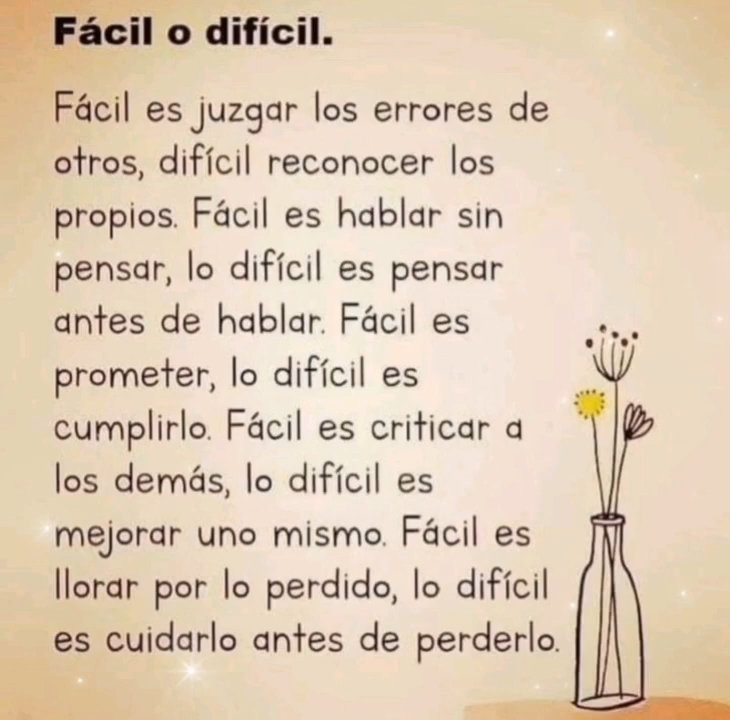 Fácil o difícil.
Fácil es juzgar los errores de
otros, difícil reconocer los
propios. Fácil es hablar sin
pensar, lo difícil es pensar
antes de hablar. Fácil es
prometer, lo difícil es
cumplirlo. Fácil es criticar a
los demás, lo difícil es
mejorar uno mismo. Fácil es
llorar por lo perdido, lo difícil
es cuidarlo antes de perderlo.